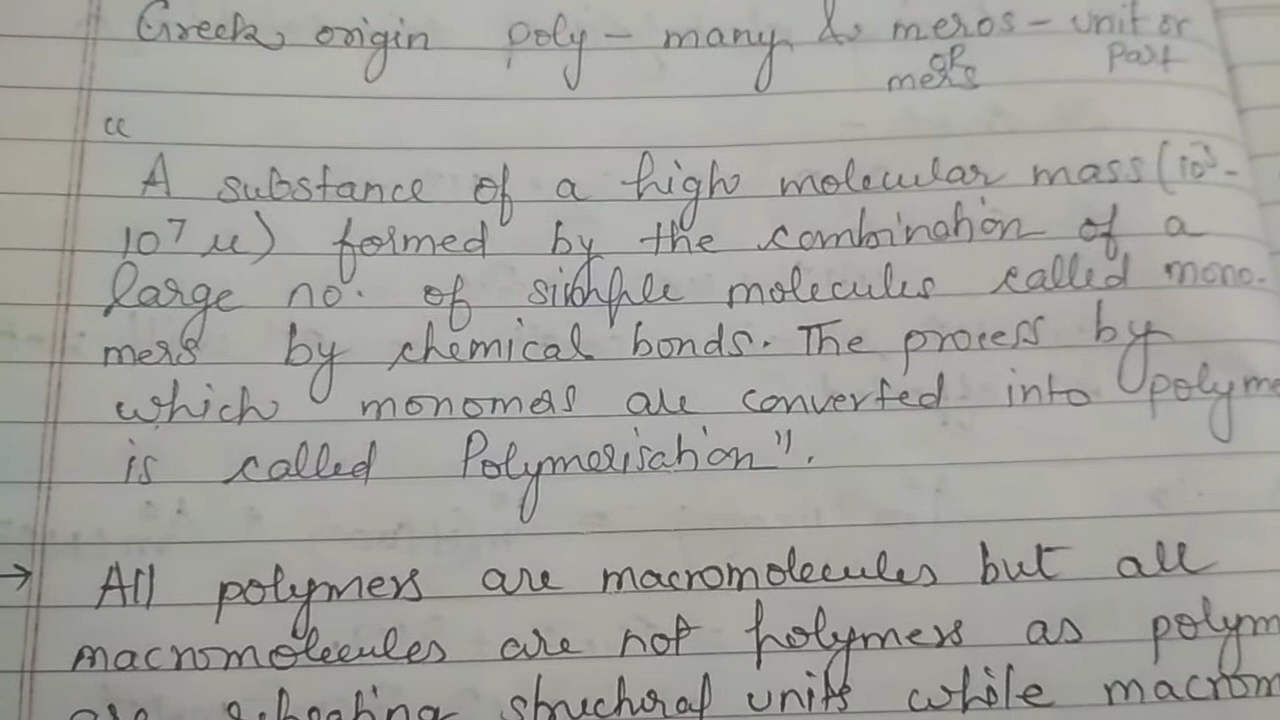 Greek origin poly - many & meros - unit or
or part
mers
"
A substance of a high molecular mass (10³-
10⁷ u) formed by the combination of a
large no. of simple molecules called mono-
mers by chemical bonds. The process by
which monomers are converted into polyme
is called Polymerisation".
→ All polymers are macromolecules but all
macromolecules are not polymers as polym
structural units while macrom